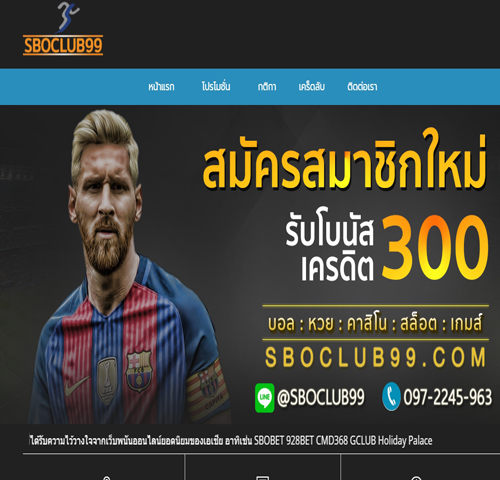 SBOCLUB99
หน้าแรก โปรโมชั่น กติกา เคร็ดลับ ติดต่อเรา
สมัครสมาชิกใหม่
รับโบนัส
เครดิต 300
บอล : หวย : คาสิโน : สล็อต : เกมส์
SBOCLUB99.COM
@SBOCLUB99 097-2245-963
ได้รับความไว้วางใจจากเว็บพนันออนไลน์ยอดนิยมของเอเชีย อาทิเช่น SBOBET 928BET CMD368 GCLUB Holiday Palace